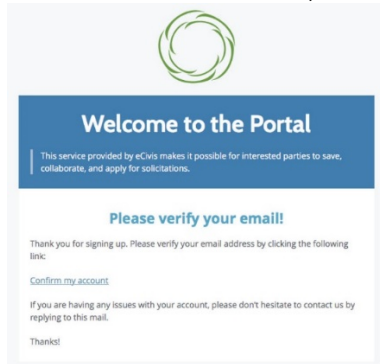 Welcome to the Portal
This service provided by eCivis makes it possible for interested parties to save,
collaborate, and apply for solicitations.
Please verify your email!
Thank you for signing up. Please verify your email address by clicking the following
link:
Confirm my account
If you are having any issues with your account, please don't hesitate to contact us by
replying to this mail.
Thanks!